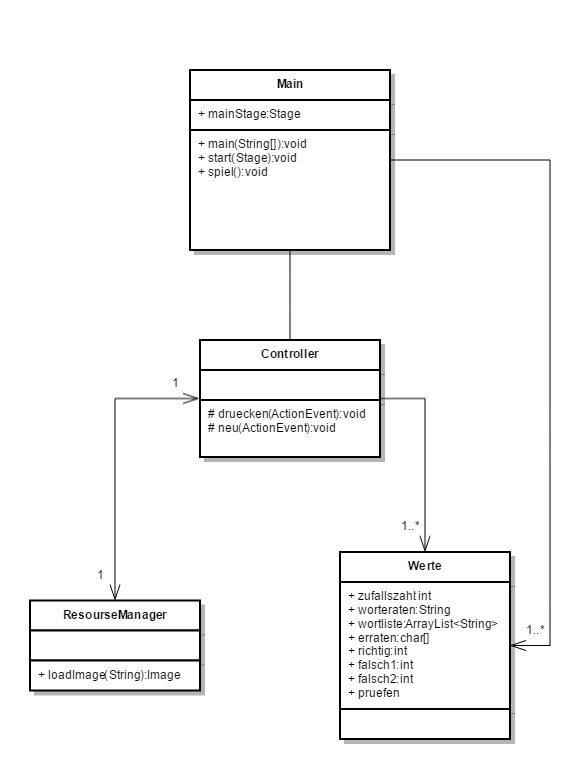 Main
+ mainStage:Stage
+ main(String[]):void
+ start(Stage):void
+ spiel():void
Controller
# druecken(ActionEvent):void
# neu(ActionEvent):void
1
1
1..*
1..*
ResourseManager
+ loadImage(String):Image
Werte
+ zufallszahl:int
+ worteraten:String
+ wortliste:ArrayList<String>
+ erraten:char[]
+ richtig:int
+ falsch1:int
+ falsch2:int
+ pruefen